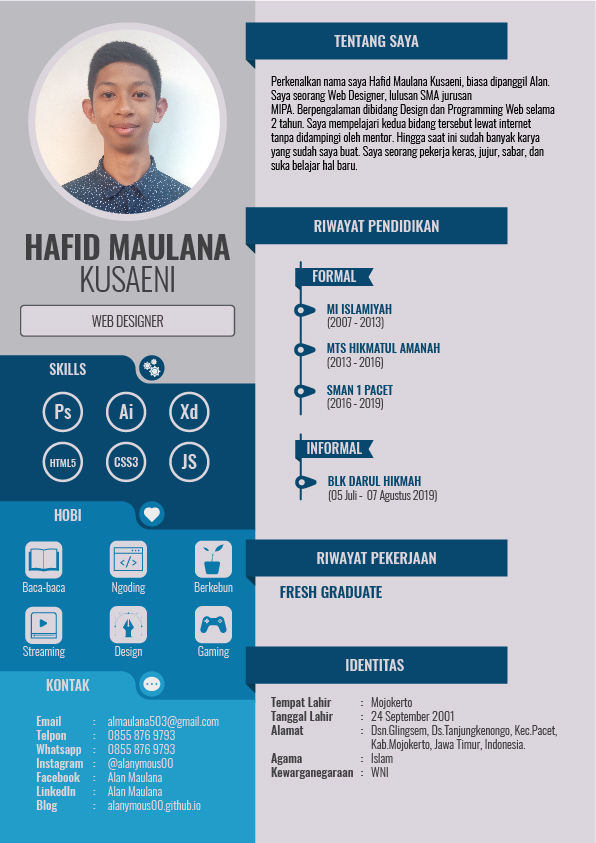 HAFID MAULANA
KUSAENI
WEB DESIGNER
SKILLS
Ps Ai Xd
HTML5 CSS3 JS
HOBI
Baca-baca Ngoding Berkebun
Streaming Design Gaming
KONTAK
Email : almaulana503@gmail.com
Telpon : 0855 876 9793
Whatsapp : 0855 876 9793
Instagram : @alanymous00
Facebook : Alan Maulana
LinkedIn : Alan Maulana
Blog : alanymous00.github.io
TENTANG SAYA
Perkenalkan nama saya Hafid Maulana Kusaeni, biasa dipanggil Alan.
Saya seorang Web Designer, lulusan SMA jurusan
MIPA. Berpengalaman dibidang Design dan Programming Web selama
2 tahun. Saya mempelajari kedua bidang tersebut lewat internet
tanpa didampingi oleh mentor. Hingga saat ini sudah banyak karya
yang sudah saya buat. Saya seorang pekerja keras, jujur, sabar, dan
suka belajar hal baru.
RIWAYAT PENDIDIKAN
FORMAL
MI ISLAMIYAH
(2007 - 2013)
MTS HIKMATUL AMANAH
(2013 - 2016)
SMAN 1 PACET
(2016 - 2019)
INFORMAL
BLK DARUL HIKMAH
(05 Juli - 07 Agustus 2019)
RIWAYAT PEKERJAAN
FRESH GRADUATE
IDENTITAS
Tempat Lahir : Mojokerto
Tanggal Lahir : 24 September 2001
Alamat : Dsn.Glingsem, Ds.Tanjungkenongo, Kec.Pacet,
Kab.Mojokerto, Jawa Timur, Indonesia.
Agama : Islam
Kewarganegaraan : WNI